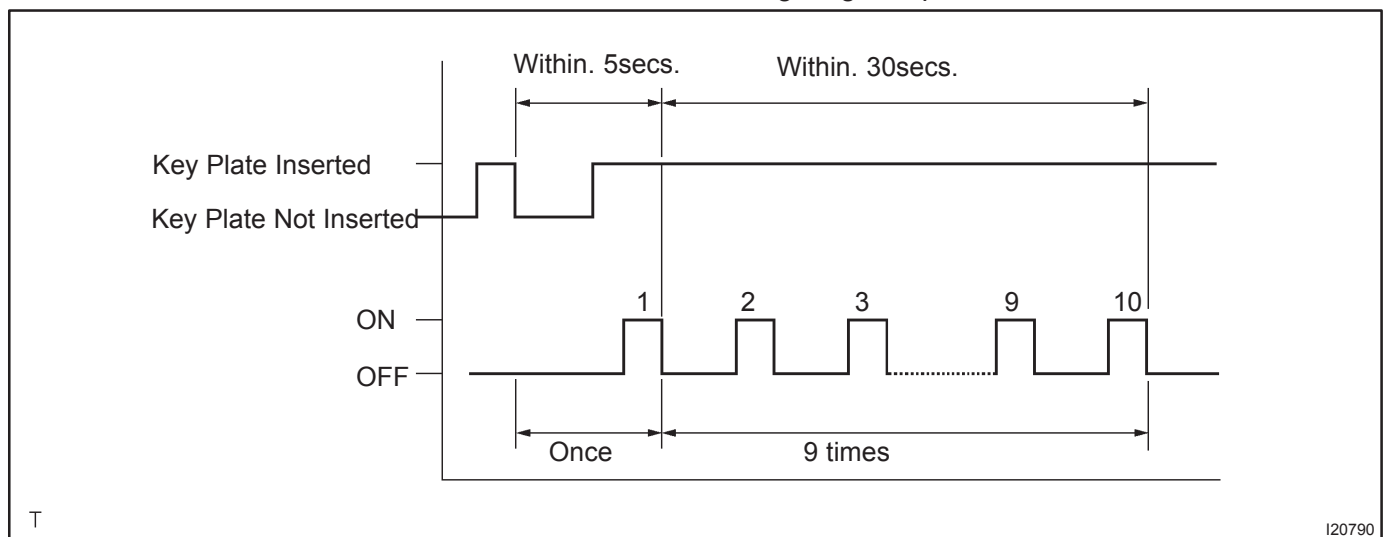 Within. 5secs. Within. 30secs.
Key Plate Inserted
Key Plate Not Inserted
1 2 3 9 10
ON
OFF
Once 9 times
T
I20790